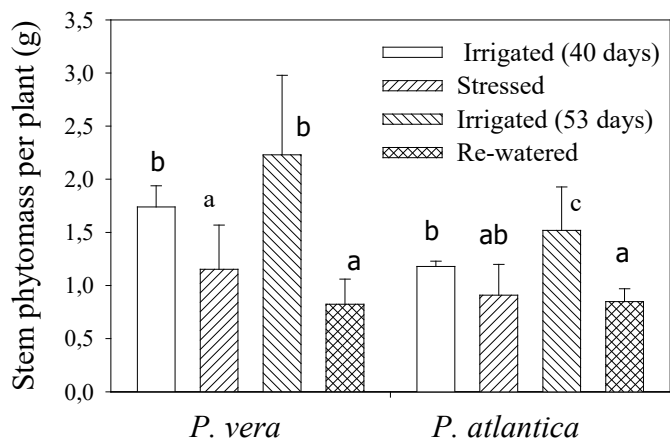 Stem phytomass per plant (g)
3,5
3,0
2,5
2,0
1,5
1,0
0,5
0,0
Irrigated (40 days)
Stressed
Irrigated (53 days)
Re-watered
b
a
b
a
b
ab
c
a
P. vera
P. atlantica